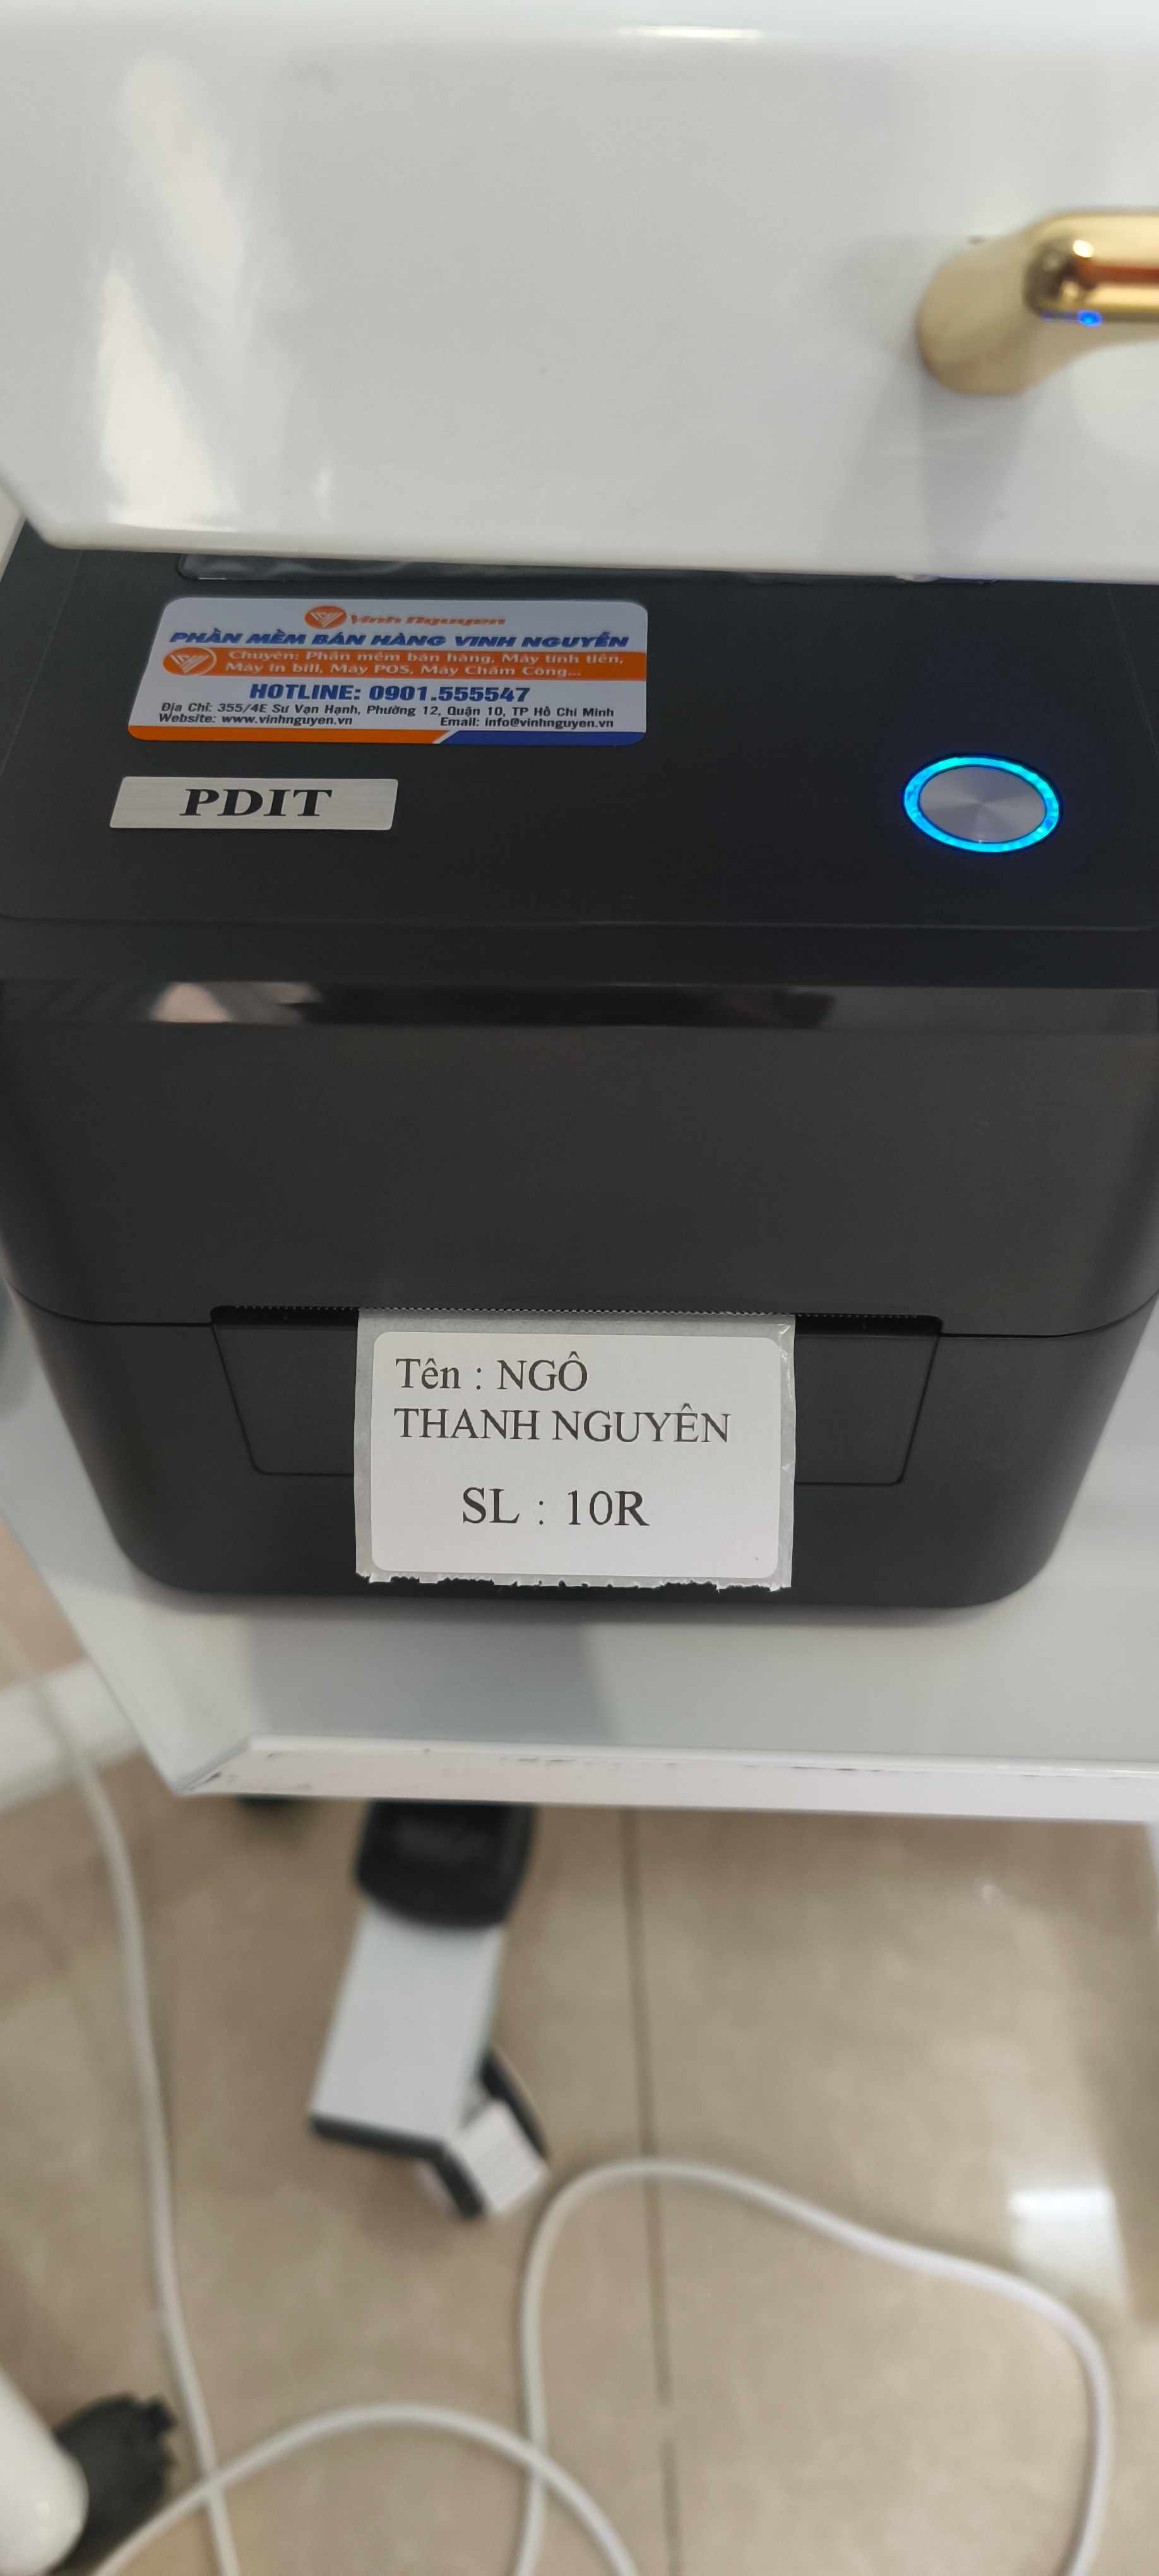 Vinh Nguyen
PHẦN MỀM BÁN HÀNG VINH NGUYỄN
Chuyên: Phần mềm bán hàng, Máy tính tiền,
Máy in bill, Máy POS, Máy Chấm Công...
HOTLINE: 0901.555547
Địa Chỉ: 355/4E Sư Vạn Hạnh, Phường 12, Quận 10, TP Hồ Chí Minh
Website: www.vinhnguyen.vn Email: info@vinhnguyen.vn
PDIT
Tên : NGÔ
THANH NGUYÊN
SL : 10R